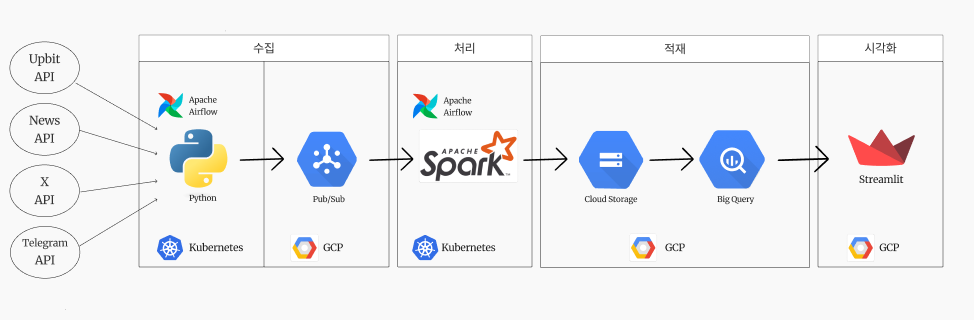 Upbit
API
News
API
X
API
Telegram
API
수집
Apache
Airflow
Python
Pub/Sub
Kubernetes
GCP
처리
Apache
Airflow
APACHE
Spark
Kubernetes
적재
Cloud Storage
Big Query
GCP
시각화
Streamlit
GCP